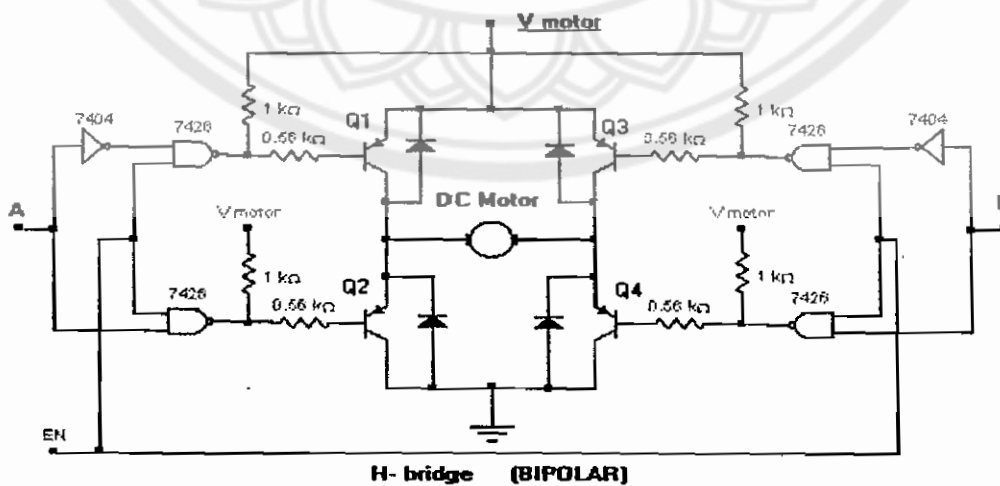 V motor
1 kΩ
1 kΩ
7404
7426
Q1
Q3
7426
7404
0.56 kΩ
0.56 kΩ
A
V motor
DC Motor
V motor
1 kΩ
1 kΩ
7426
0.56 kΩ
Q2
Q4
0.56 kΩ
7426
EN
H- bridge (BIPOLAR)